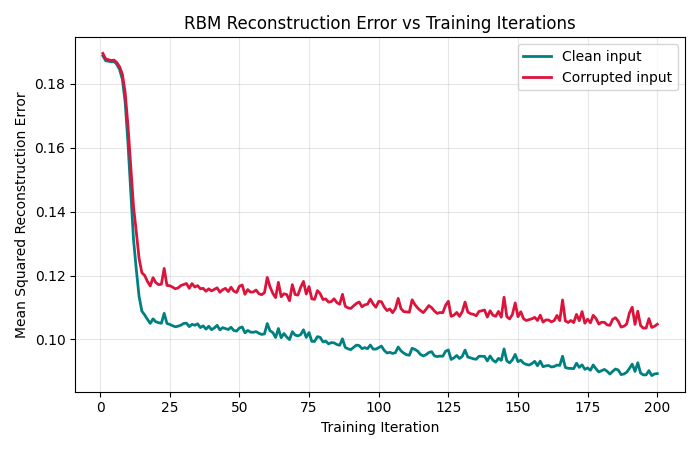 RBM Reconstruction Error vs Training Iterations
Clean input
Corrupted input
Mean Squared Reconstruction Error
0.18
0.16
0.14
0.12
0.10
0 25 50 75 100 125 150 175 200
Training Iteration